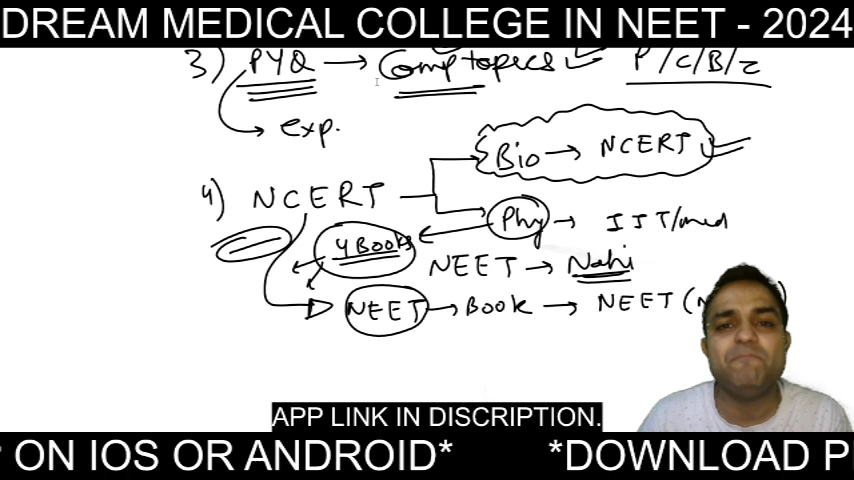 DREAM MEDICAL COLLEGE IN NEET - 2024
3) PYQ → Comp topecs P/C/B/z
exp.
Bio → NCERT
4) NCERT
Phy → IIT/med
4 Books
NEET → Nahi
NEET → Book → NEET
APP LINK IN DISCRIPTION.
ON IOS OR ANDROID* *DOWNLOAD